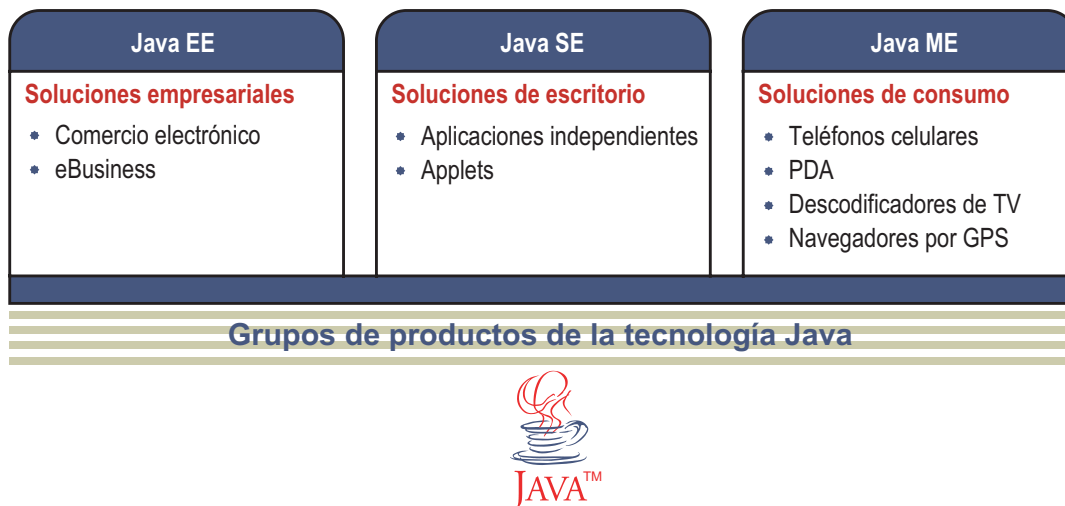 Java EE
Soluciones empresariales
Comercio electrónico
eBusiness
Java SE
Soluciones de escritorio
Aplicaciones independientes
Applets
Java ME
Soluciones de consumo
Teléfonos celulares
PDA
Descodificadores de TV
Navegadores por GPS
Grupos de productos de la tecnología Java
JAVA™